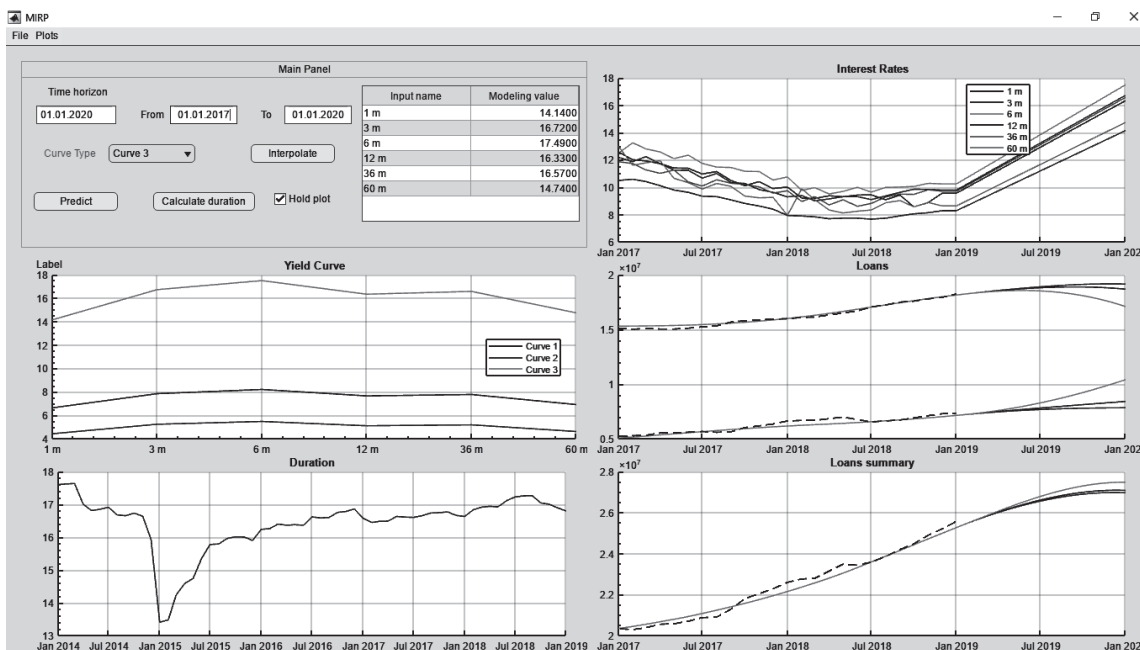 MIRP
File Plots
Main Panel
Time horizon
01.01.2020 From 01.01.2017 To 01.01.2020
Curve Type Curve 3 Interpolate
Predict Calculate duration Hold plot
Input name Modeling value
1 m 14.1400
3 m 16.7200
6 m 17.4900
12 m 16.3300
36 m 16.5700
60 m 14.7400
Interest Rates
18
16
14
12
10
8
6
1 m
3 m
6 m
12 m
36 m
60 m
Jan 2017 Jul 2017 Jan 2018 Jul 2018 Jan 2019 Jul 2019 Jan 202
Label
Yield Curve
18
16
14
12
10
8
6
4
Curve 1
Curve 2
Curve 3
1 m 3 m 6 m 12 m 36 m 60 m
×10⁷
Loans
2
1.5
1
0.5
Jan 2017 Jul 2017 Jan 2018 Jul 2018 Jan 2019 Jul 2019 Jan 202
Duration
18
17
16
15
14
13
Jan 2014 Jul 2014 Jan 2015 Jul 2015 Jan 2016 Jul 2016 Jan 2017 Jul 2017 Jan 2018 Jul 2018 Jan 2019
×10⁷
Loans summary
2.8
2.6
2.4
2.2
2
Jan 2017 Jul 2017 Jan 2018 Jul 2018 Jan 2019 Jul 2019 Jan 202